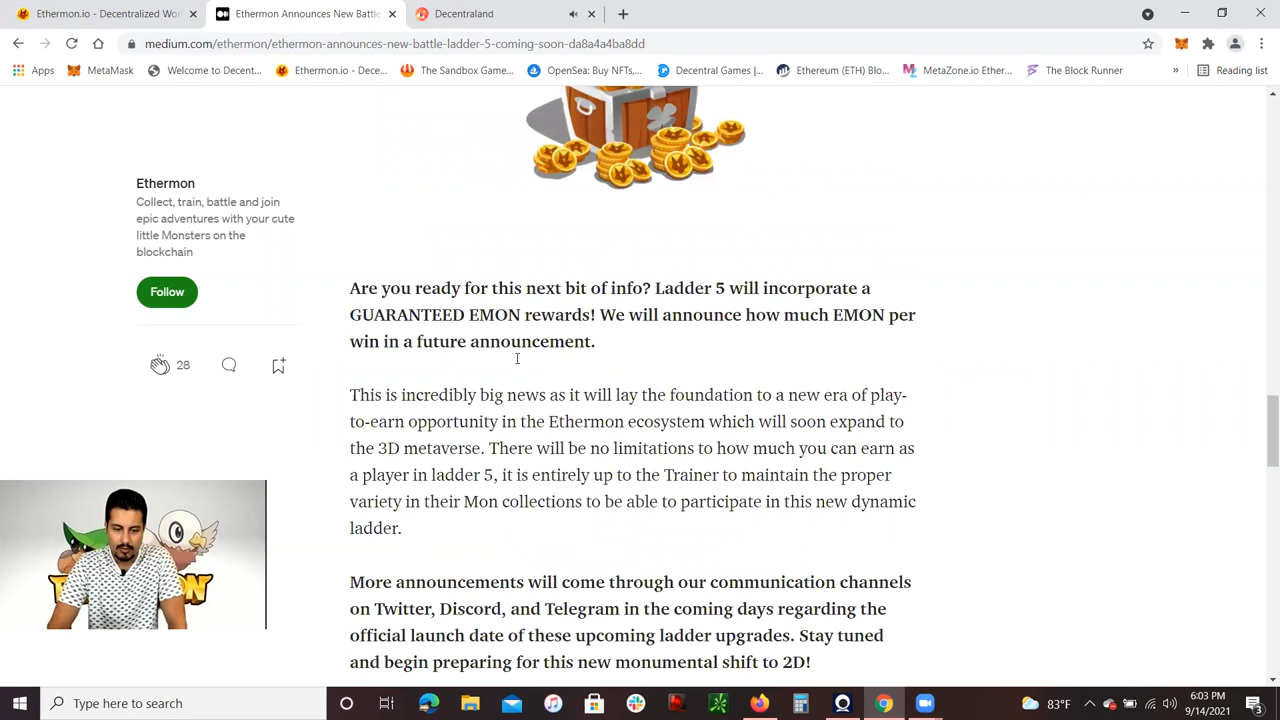 Ethermon.io - Decentralized Wor
Ethermon Announces New Battle
Decentraland
medium.com/ethermon/ethermon-announces-new-battle-ladder-5-coming-soon-da8a4a4ba8dd
Apps
MetaMask
Welcome to Decent...
Ethermon.io - Dece...
The Sandbox Game...
OpenSea: Buy NFTs,...
Decentral Games |...
Ethereum (ETH) Blo...
MetaZone.io Ether...
The Block Runner
»
Reading list
Ethermon
Collect, train, battle and join
epic adventures with your cute
little Monsters on the
blockchain
Follow
28
Are you ready for this next bit of info? Ladder 5 will incorporate a
GUARANTEED EMON rewards! We will announce how much EMON per
win in a future announcement.
This is incredibly big news as it will lay the foundation to a new era of play-
to-earn opportunity in the Ethermon ecosystem which will soon expand to
the 3D metaverse. There will be no limitations to how much you can earn as
a player in ladder 5, it is entirely up to the Trainer to maintain the proper
variety in their Mon collections to be able to participate in this new dynamic
ladder.
More announcements will come through our communication channels
on Twitter, Discord, and Telegram in the coming days regarding the
official launch date of these upcoming ladder upgrades. Stay tuned
and begin preparing for this new monumental shift to 2D!
Type here to search
83°F
6:03 PM
9/14/2021
3